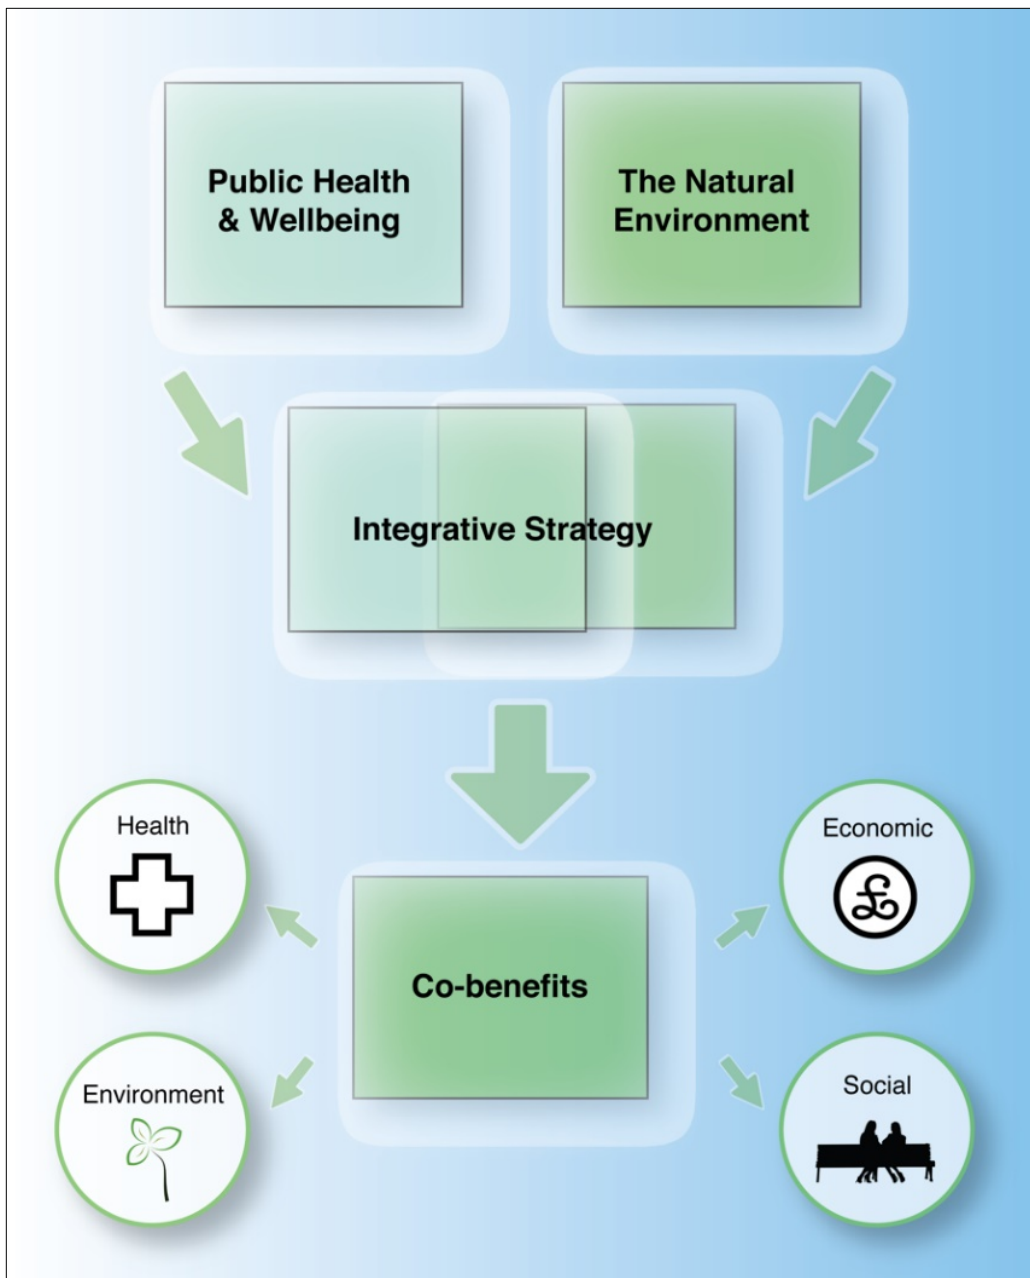 Public Health
& Wellbeing
The Natural
Environment
Integrative Strategy
Health
Economic
£
Co-benefits
Environment
Social